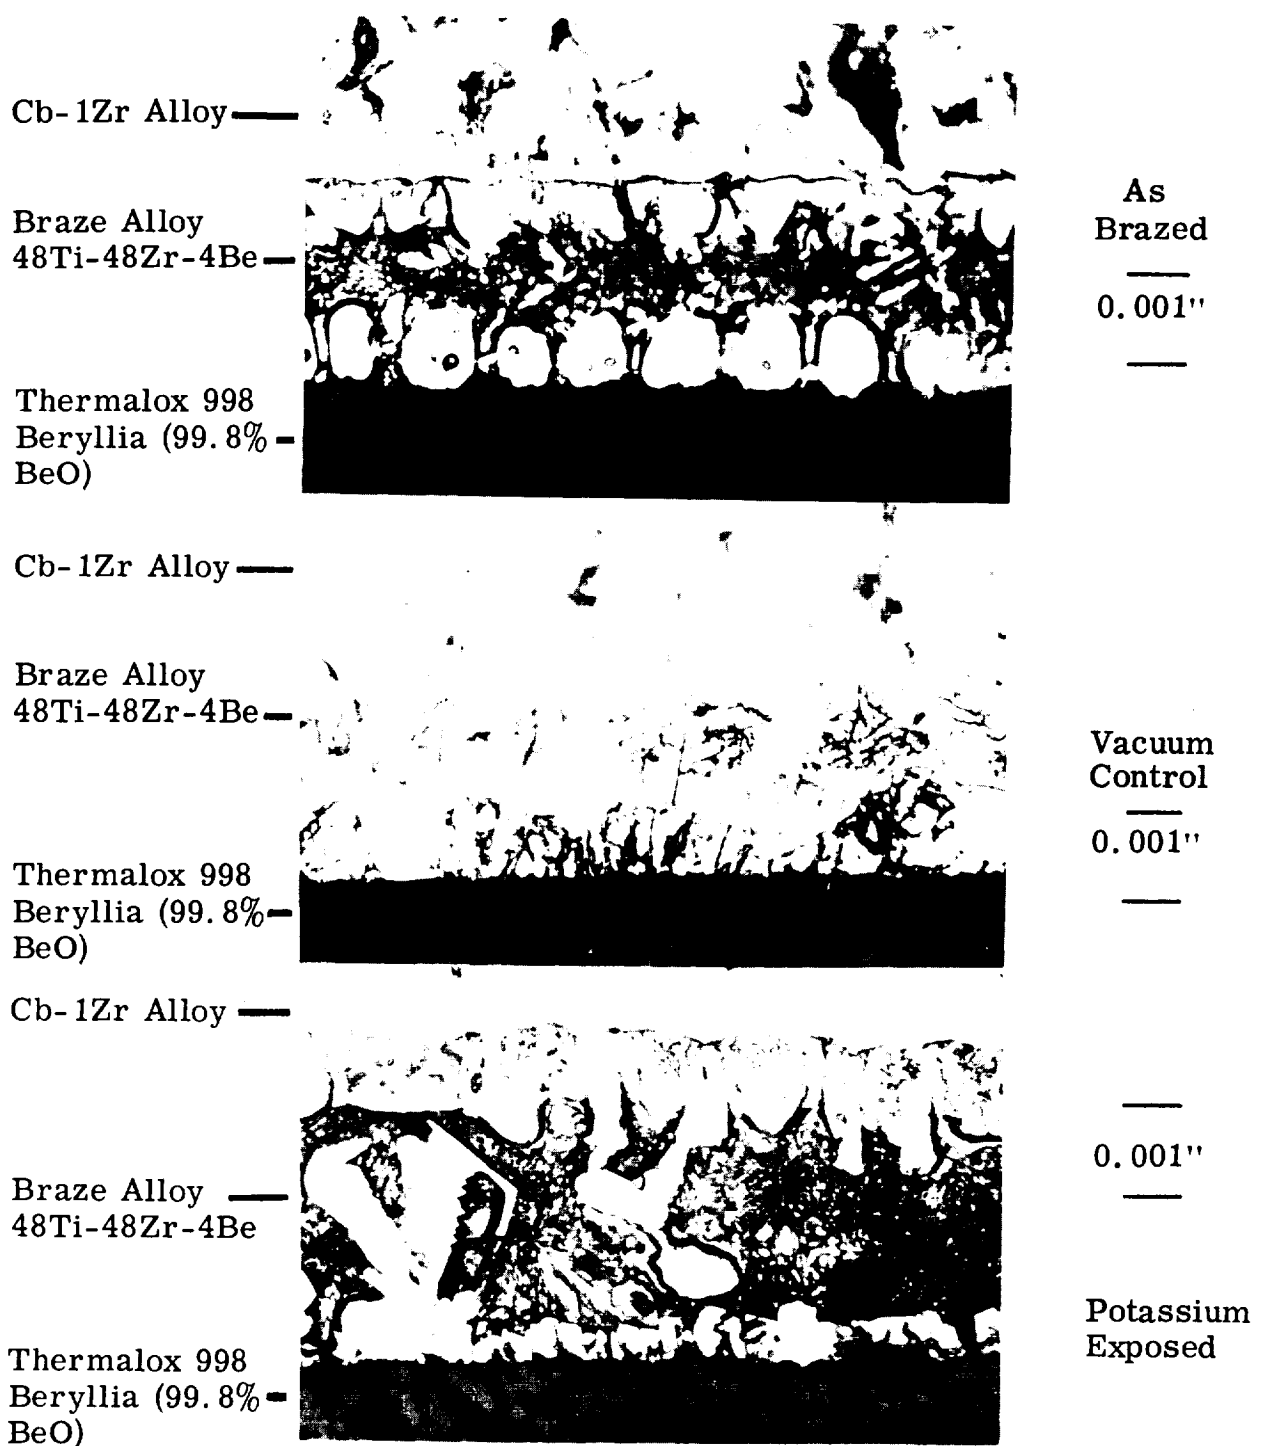 Cb-1Zr Alloy
Braze Alloy
48Ti-48Zr-4Be
Thermalox 998
Beryllia (99.8%
BeO)
As
Brazed
0.001"
Cb-1Zr Alloy
Braze Alloy
48Ti-48Zr-4Be
Thermalox 998
Beryllia (99.8%
BeO)
Vacuum
Control
0.001"
Cb-1Zr Alloy
Braze Alloy
48Ti-48Zr-4Be
Thermalox 998
Beryllia (99.8%
BeO)
0.001"
Potassium
Exposed